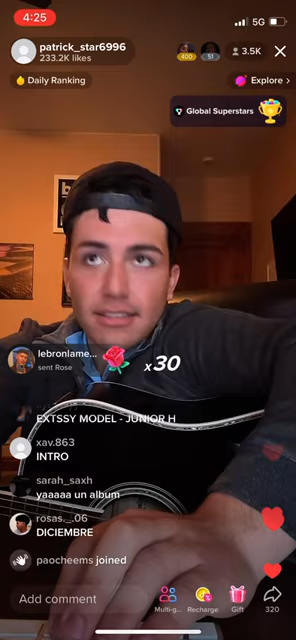 4:25
5G
patrick_star6996
233.2K likes
400
51
3.5K
Daily Ranking
Explore >
Global Superstars
lebronlame...
sent Rose
x30
EXTSSY MODEL - JUNIOR H
xav.863
INTRO
sarah_saxh
yaaaaa un album
rosas._.06
DICIEMBRE
paocheems joined
Add comment
Multi-g...
Recharge
Gift
320